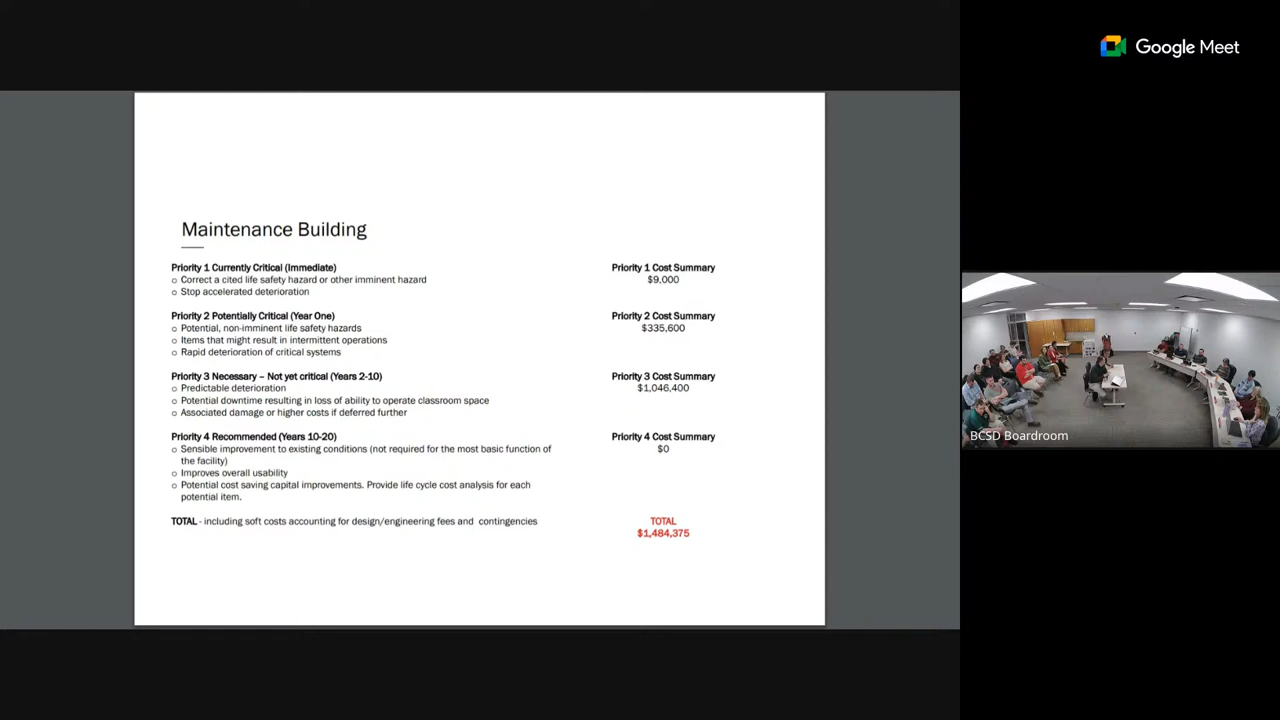 Google Meet
Maintenance Building
Priority 1 Currently Critical (Immediate)
o Correct a cited life safety hazard or other imminent hazard
o Stop accelerated deterioration
Priority 1 Cost Summary
$9,000
Priority 2 Potentially Critical (Year One)
o Potential, non-imminent life safety hazards
o Items that might result in intermittent operations
o Rapid deterioration of critical systems
Priority 2 Cost Summary
$335,600
Priority 3 Necessary – Not yet critical (Years 2-10)
o Predictable deterioration
o Potential downtime resulting in loss of ability to operate classroom space
o Associated damage or higher costs if deferred further
Priority 3 Cost Summary
$1,046,400
Priority 4 Recommended (Years 10-20)
o Sensible improvement to existing conditions (not required for the most basic function of
the facility)
o Improves overall usability
o Potential cost saving capital improvements. Provide life cycle cost analysis for each
potential item.
Priority 4 Cost Summary
$0
TOTAL - including soft costs accounting for design/engineering fees and contingencies
TOTAL
$1,484,375
BCSD Boardroom